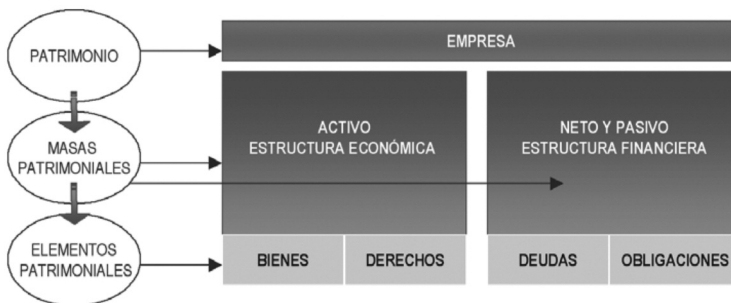 PATRIMONIO
EMPRESA
MASAS
PATRIMONIALES
ACTIVO
ESTRUCTURA ECONÓMICA
NETO Y PASIVO
ESTRUCTURA FINANCIERA
ELEMENTOS
PATRIMONIALES
BIENES
DERECHOS
DEUDAS
OBLIGACIONES